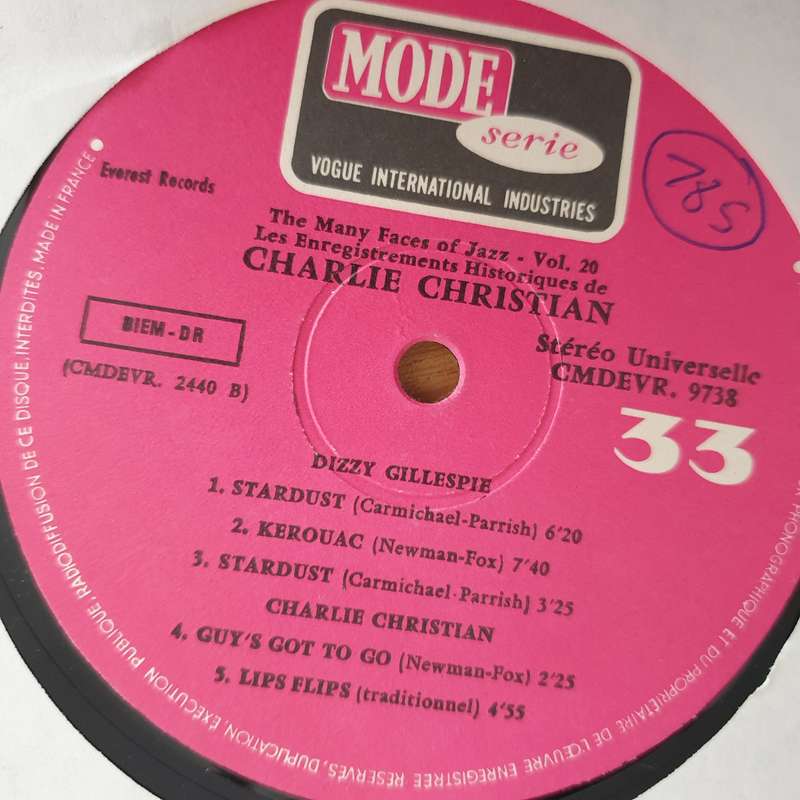 MODE
serie
VOGUE INTERNATIONAL INDUSTRIES
785
Everest Records
The Many Faces of Jazz - Vol. 20
Les Enregistrements Historiques de
CHARLIE CHRISTIAN
BIEM-DR
(CMDEVR. 2440 B)
Stéréo Universelle
CMDEVR. 9738
33
DIZZY GILLESPIE
1. STARDUST (Carmichael-Parrish) 6'20
2. KEROUAC (Newman-Fox) 7'40
3. STARDUST (Carmichael-Parrish) 3'25
CHARLIE CHRISTIAN
4. GUY'S GOT TO GO (Newman-Fox) 2'25
5. LIPS FLIPS (traditionnel) 4'55
PHONOGRAPHIQUE ET DU PROPRIÉTAIRE DE L'ŒUVRE ENREGISTRÉE RÉSERVÉS, DUPLICATION, EXÉCUTION PUBLIQUE, RADIODIFFUSION DE CE DISQUE, INTERDITES. MADE IN FRANCE